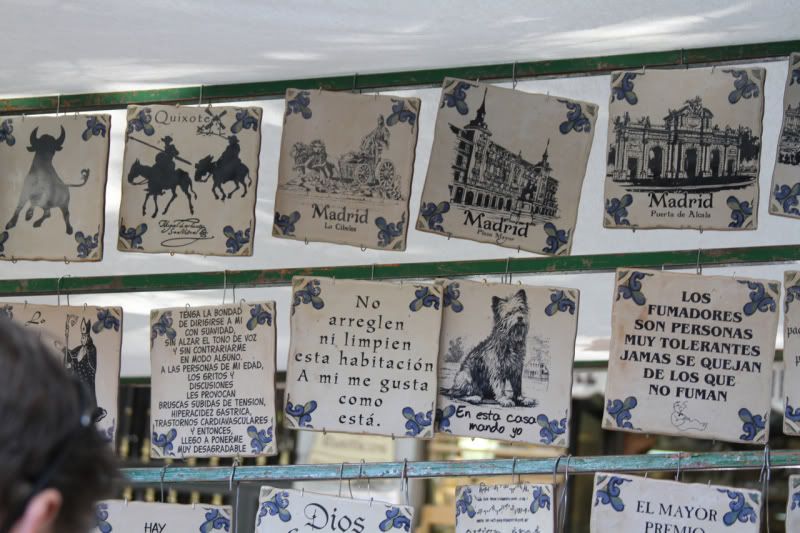 Quixote
Madrid
La Cibeles
Madrid
Plaza Mayor
Madrid
Puerta de Alcala
TENGA LA BONDAD
DE DIRIGIRSE A MI
CON SUAVIDAD,
SIN ALZAR EL TONO DE VOZ
Y SIN CONTRARIARME
EN MODO ALGUNO.
A LAS PERSONAS DE MI EDAD,
LOS GRITOS Y
DISCUSIONES
LES PROVOCAN
BRUSCAS SUBIDAS DE TENSION,
HIPERACIDEZ GASTRICA,
TRASTORNOS CARDIAVASCULARES
Y ENTONCES,
LLEGO A PONERME
MUY DESAGRADABLE
No
arreglen
ni limpien
esta habitación
A mi me gusta
como
está.
En esta casa
mando yo
LOS
FUMADORES
SON PERSONAS
MUY TOLERANTES
JAMAS SE QUEJAN
DE LOS QUE
NO FUMAN
HAY
Dios
EL MAYOR
PREMIO